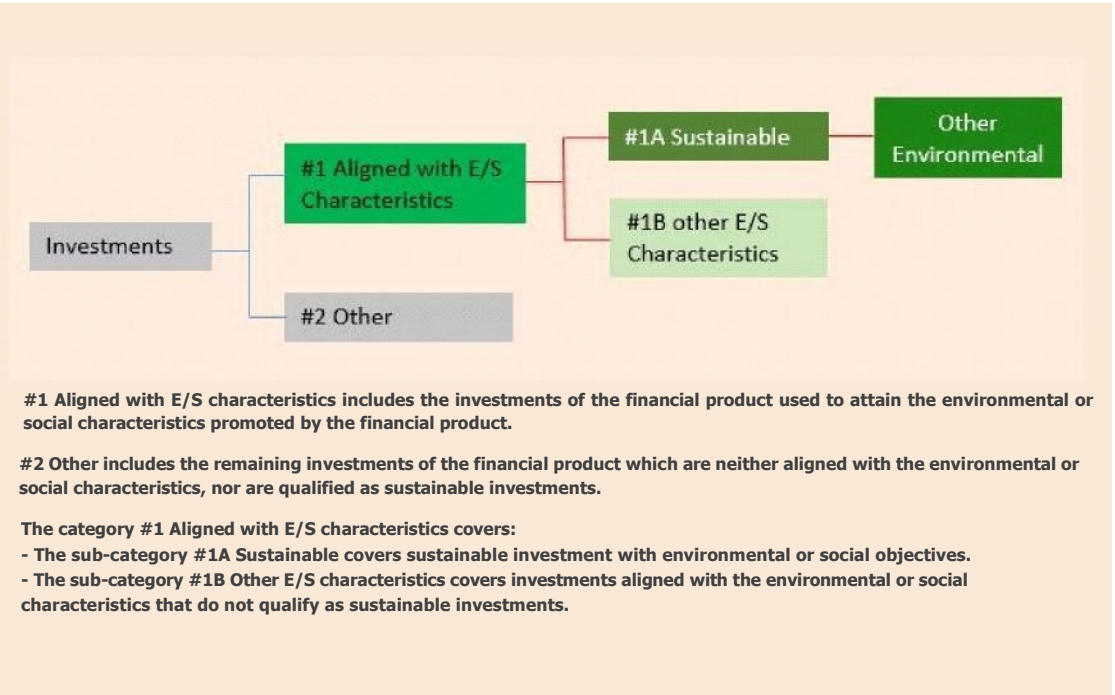 Investments
#1 Aligned with E/S
Characteristics
#2 Other
#1A Sustainable
#1B other E/S
Characteristics
Other
Environmental
#1 Aligned with E/S characteristics includes the investments of the financial product used to attain the environmental or
social characteristics promoted by the financial product.
#2 Other includes the remaining investments of the financial product which are neither aligned with the environmental or
social characteristics, nor are qualified as sustainable investments.
The category #1 Aligned with E/S characteristics covers:
- The sub-category #1A Sustainable covers sustainable investment with environmental or social objectives.
- The sub-category #1B Other E/S characteristics covers investments aligned with the environmental or social
characteristics that do not qualify as sustainable investments.